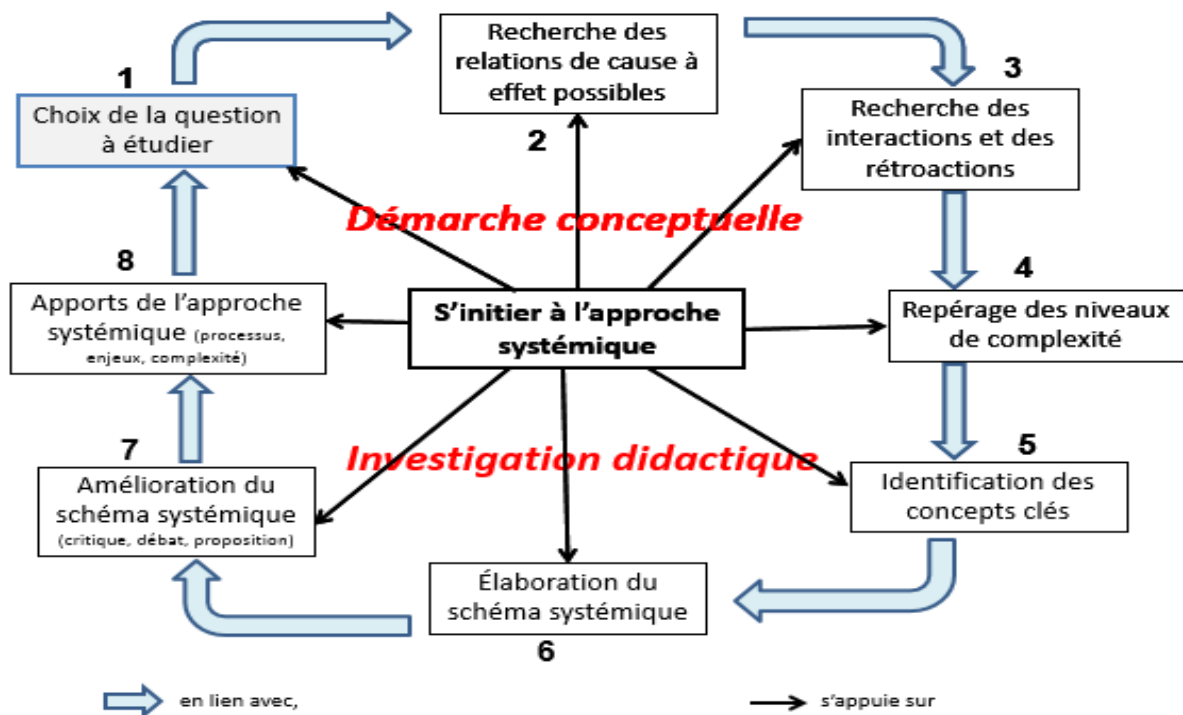 1
Choix de la question
à étudier
Recherche des
relations de cause à
effet possibles
2
3
Recherche des
interactions et des
rétroactions
Démarche conceptuelle
4
Repérage des niveaux
de complexité
S'initier à l'approche
systémique
8
Apports de l'approche
systémique (processus,
enjeux, complexité)
Investigation didactique
5
Identification des
concepts clés
7
Amélioration du
schéma systémique
(critique, débat, proposition)
Élaboration du
schéma systémique
6
en lien avec,
s'appuie sur